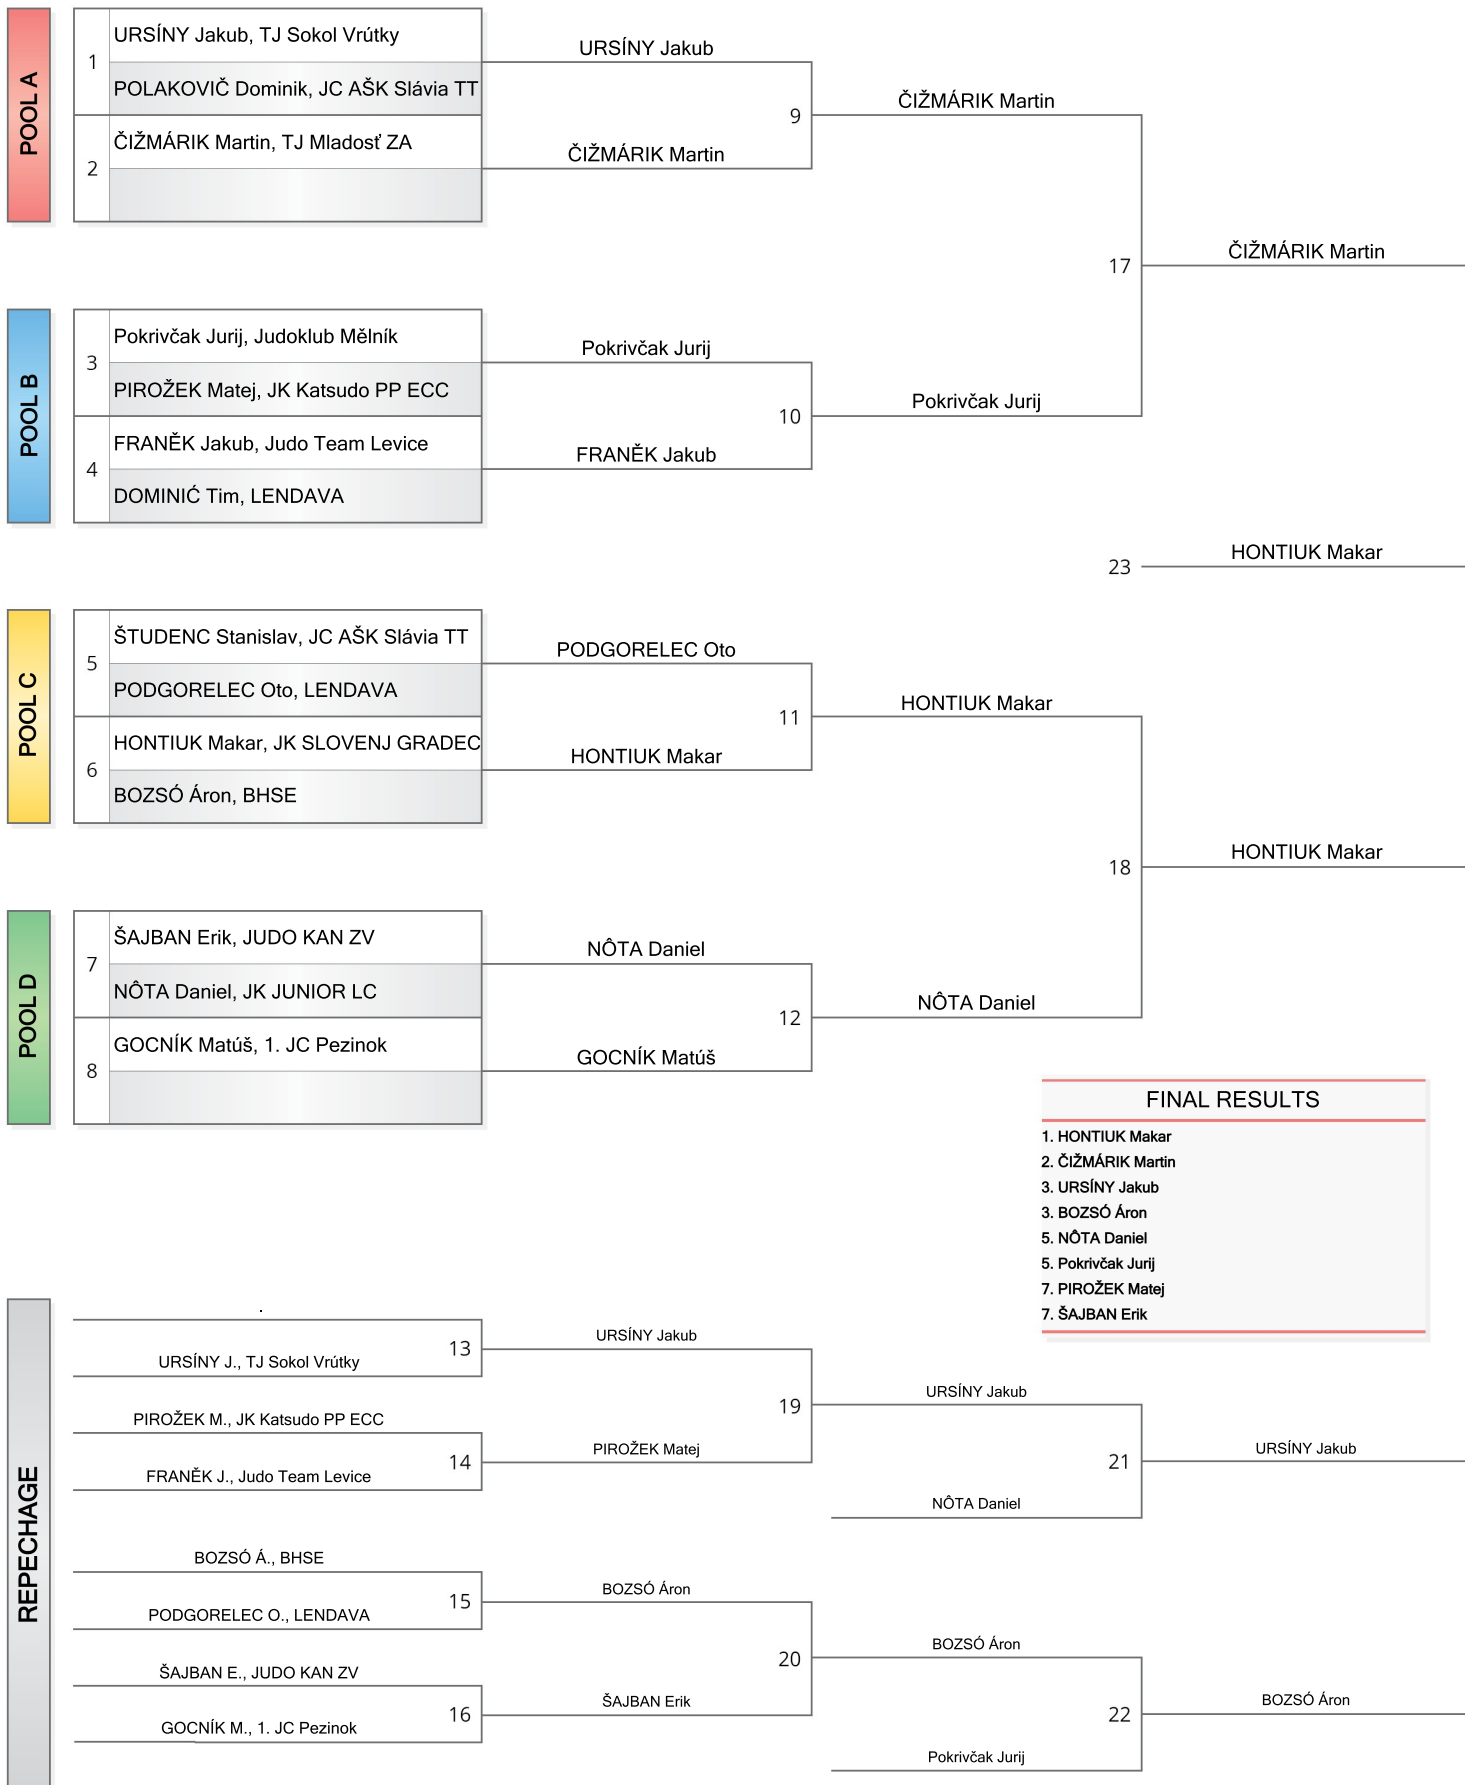 POOL A
1
URSÍNY Jakub, TJ Sokol Vrútky
POLAKOVIČ Dominik, JC AŠK Slávia TT
2
ČIŽMÁRIK Martin, TJ Mladosť ZA
URSÍNY Jakub
ČIŽMÁRIK Martin
9
ČIŽMÁRIK Martin
17
ČIŽMÁRIK Martin
POOL B
3
Pokrivčak Jurij, Judoklub Mělník
PIROŽEK Matej, JK Katsudo PP ECC
4
FRANĚK Jakub, Judo Team Levice
DOMINIĆ Tim, LENDAVA
Pokrivčak Jurij
FRANĚK Jakub
10
Pokrivčak Jurij
23
HONTIUK Makar
POOL C
5
ŠTUDENC Stanislav, JC AŠK Slávia TT
PODGORELEC Oto, LENDAVA
6
HONTIUK Makar, JK SLOVENJ GRADEC
BOZSÓ Áron, BHSE
PODGORELEC Oto
HONTIUK Makar
11
HONTIUK Makar
18
HONTIUK Makar
POOL D
7
ŠAJBAN Erik, JUDO KAN ZV
NÔTA Daniel, JK JUNIOR LC
8
GOCNÍK Matúš, 1. JC Pezinok
NÔTA Daniel
GOCNÍK Matúš
12
NÔTA Daniel
FINAL RESULTS
1. HONTIUK Makar
2. ČIŽMÁRIK Martin
3. URSÍNY Jakub
3. BOZSÓ Áron
5. NÔTA Daniel
5. Pokrivčak Jurij
7. PIROŽEK Matej
7. ŠAJBAN Erik
REPECHAGE
.
URSÍNY J., TJ Sokol Vrútky
13
PIROŽEK M., JK Katsudo PP ECC
FRANĚK J., Judo Team Levice
14
URSÍNY Jakub
PIROŽEK Matej
19
URSÍNY Jakub
NÔTA Daniel
21
URSÍNY Jakub
BOZSÓ Á., BHSE
PODGORELEC O., LENDAVA
15
ŠAJBAN E., JUDO KAN ZV
GOCNÍK M., 1. JC Pezinok
16
BOZSÓ Áron
ŠAJBAN Erik
20
BOZSÓ Áron
Pokrivčak Jurij
22
BOZSÓ Áron